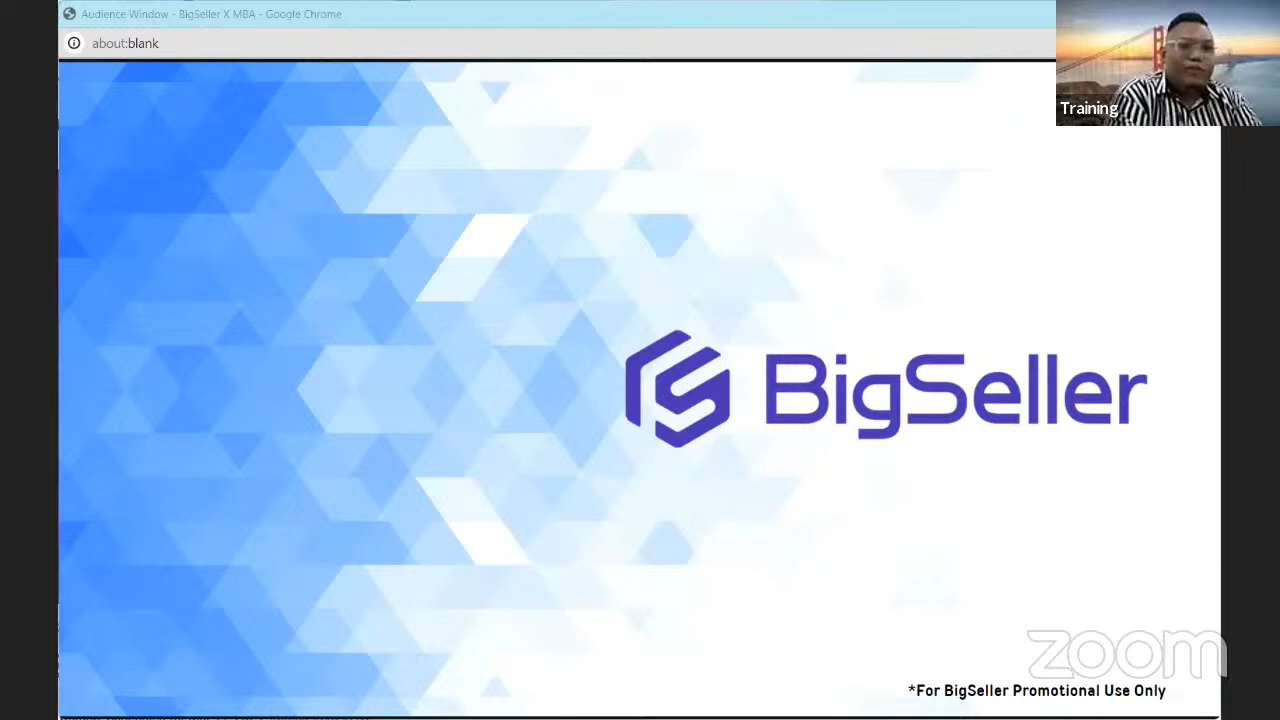 Audience Window - BigSeller X MBA - Google Chrome
about:blank
Training
BigSeller
zoom
*For BigSeller Promotional Use Only